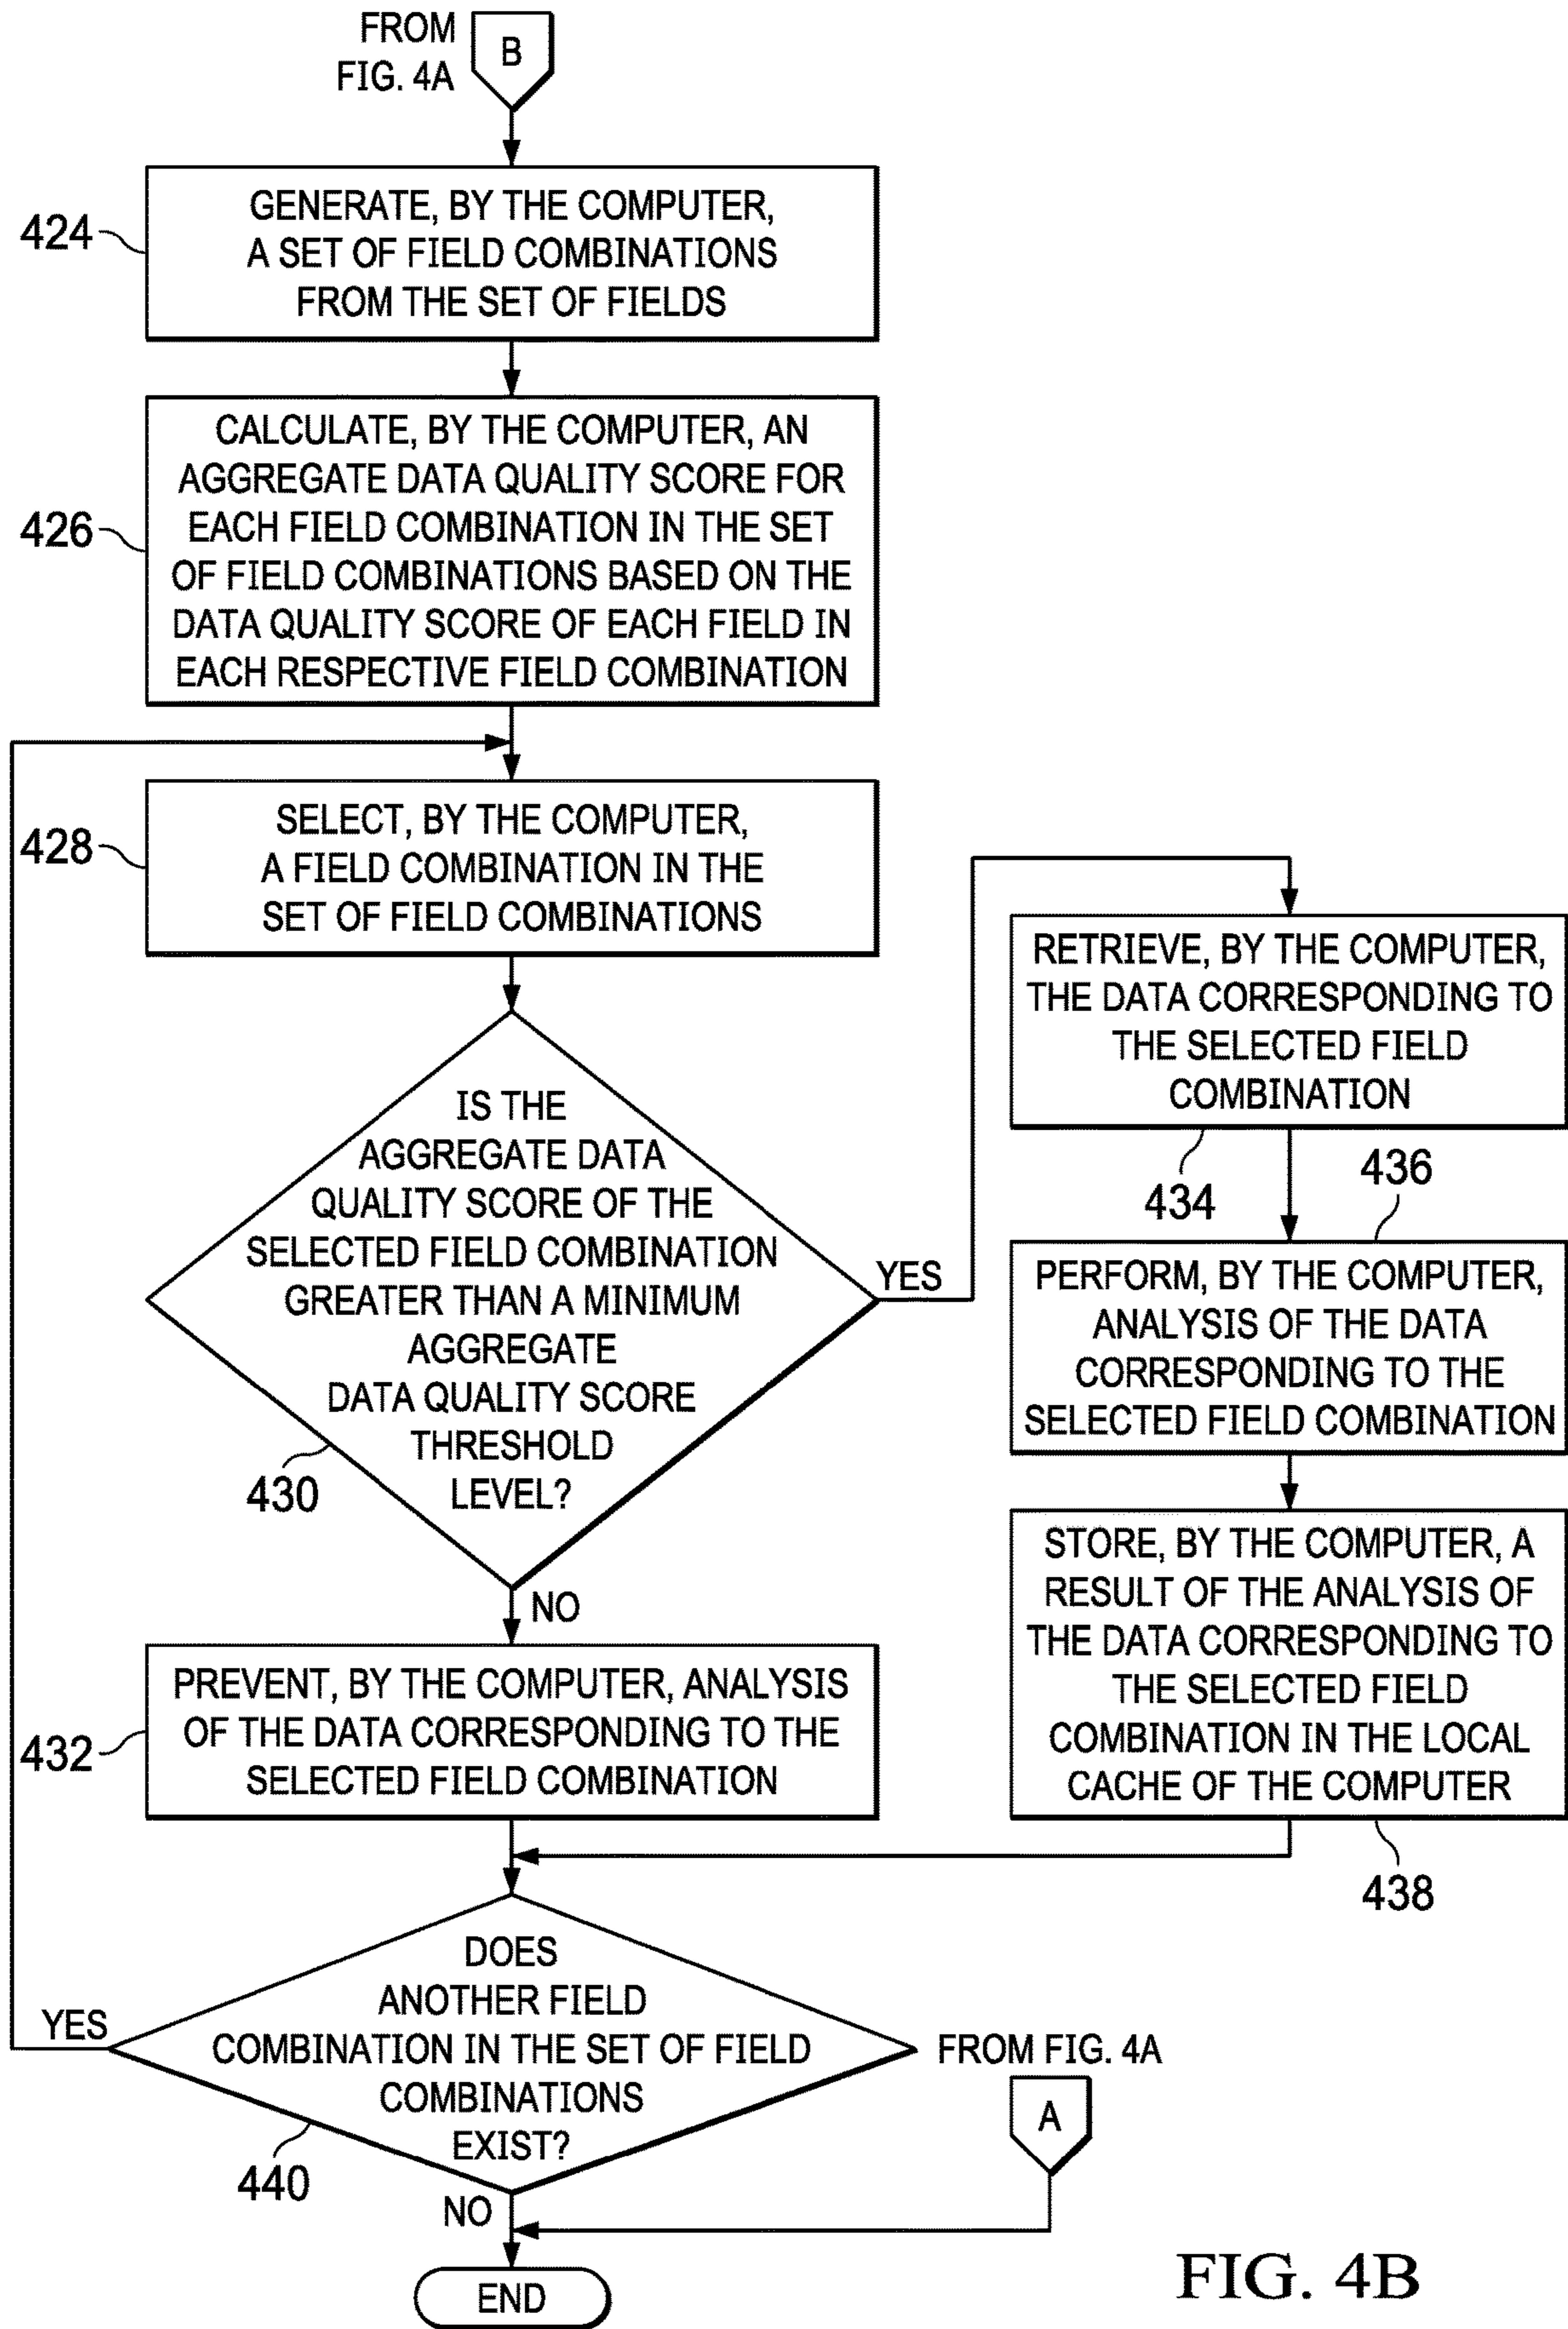 FROM
FIG. 4A
B
424
GENERATE, BY THE COMPUTER,
A SET OF FIELD COMBINATIONS
FROM THE SET OF FIELDS
426
CALCULATE, BY THE COMPUTER, AN
AGGREGATE DATA QUALITY SCORE FOR
EACH FIELD COMBINATION IN THE SET
OF FIELD COMBINATIONS BASED ON THE
DATA QUALITY SCORE OF EACH FIELD IN
EACH RESPECTIVE FIELD COMBINATION
428
SELECT, BY THE COMPUTER,
A FIELD COMBINATION IN THE
SET OF FIELD COMBINATIONS
IS THE
AGGREGATE DATA
QUALITY SCORE OF THE
SELECTED FIELD COMBINATION
GREATER THAN A MINIMUM
AGGREGATE
DATA QUALITY SCORE
THRESHOLD
LEVEL?
430
YES
NO
432
PREVENT, BY THE COMPUTER, ANALYSIS
OF THE DATA CORRESPONDING TO THE
SELECTED FIELD COMBINATION
RETRIEVE, BY THE COMPUTER,
THE DATA CORRESPONDING TO
THE SELECTED FIELD
COMBINATION
434
436
PERFORM, BY THE COMPUTER,
ANALYSIS OF THE DATA
CORRESPONDING TO THE
SELECTED FIELD COMBINATION
STORE, BY THE COMPUTER, A
RESULT OF THE ANALYSIS OF
THE DATA CORRESPONDING TO
THE SELECTED FIELD
COMBINATION IN THE LOCAL
CACHE OF THE COMPUTER
438
DOES
ANOTHER FIELD
COMBINATION IN THE SET OF FIELD
COMBINATIONS
EXIST?
440
YES
NO
FROM FIG. 4A
A
END
FIG. 4B